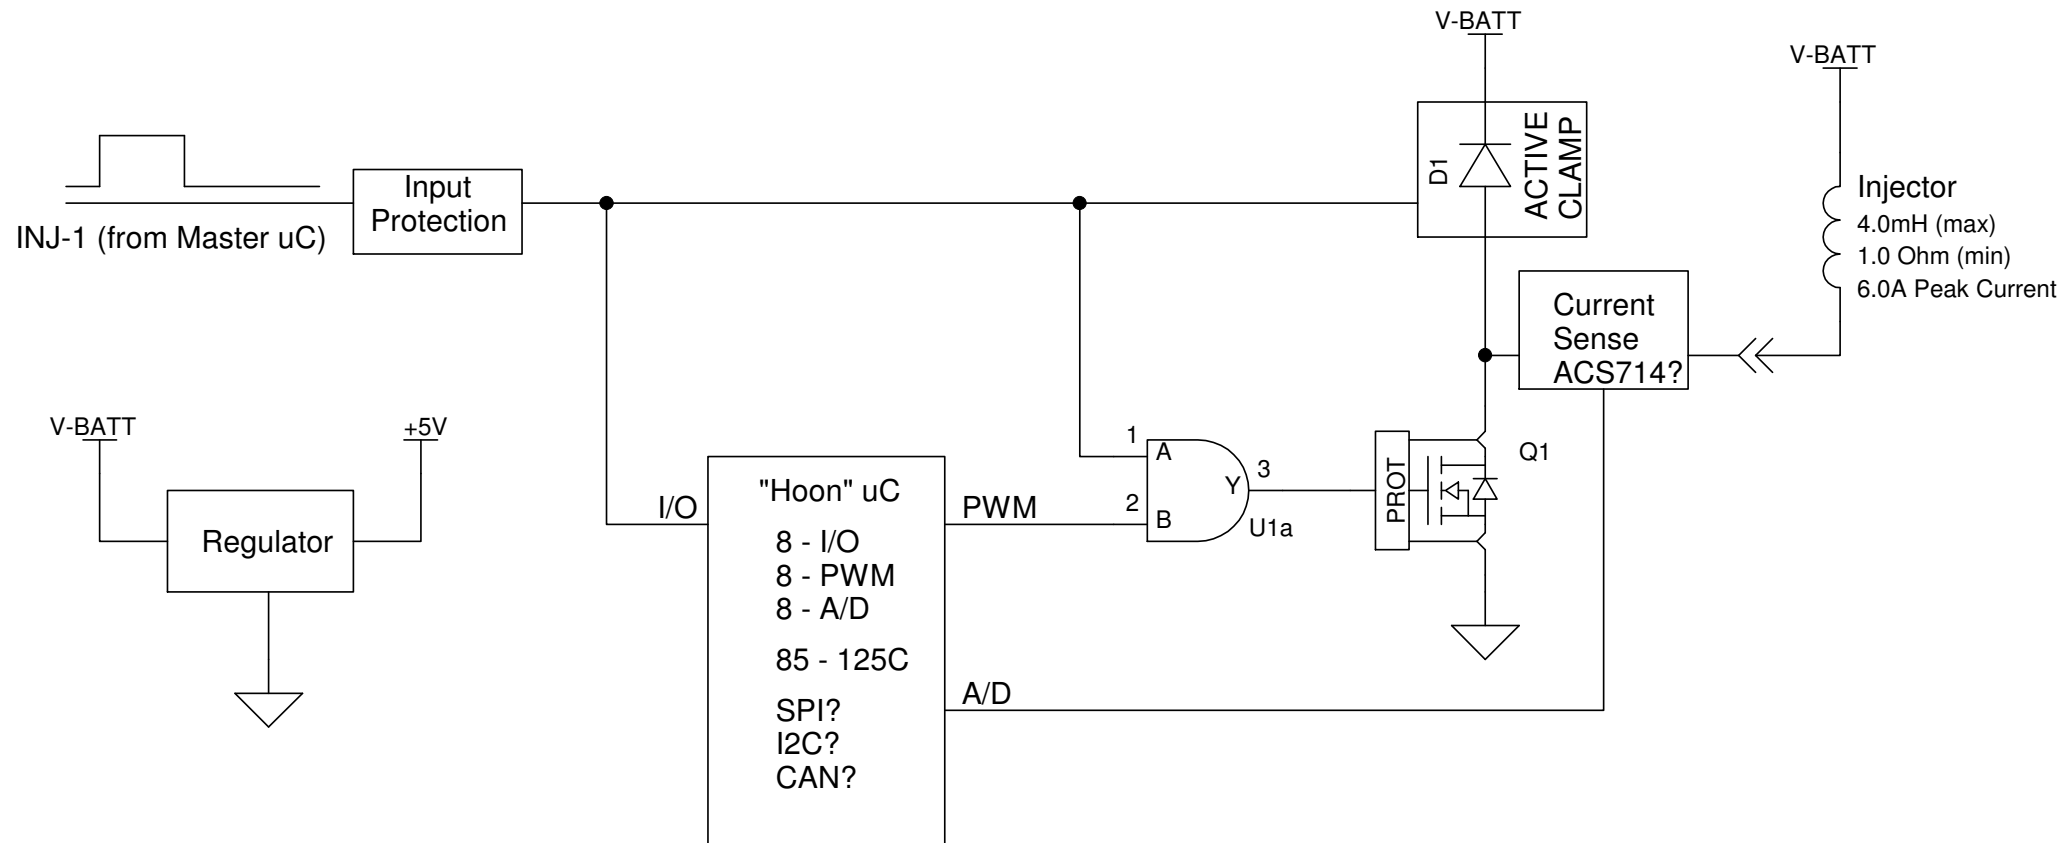 V-BATT
V-BATT
D1
ACTIVE
CLAMP
Input
Protection
INJ-1 (from Master uC)
Injector
4.0mH (max)
1.0 Ohm (min)
6.0A Peak Current
Current
Sense
ACS714?
V-BATT
+5V
Regulator
"Hoon" uC
8 - I/O
8 - PWM
8 - A/D
85 - 125C
SPI?
I2C?
CAN?
I/O
PWM
A/D
1
A
2
B
Y
3
U1a
PROT
Q1